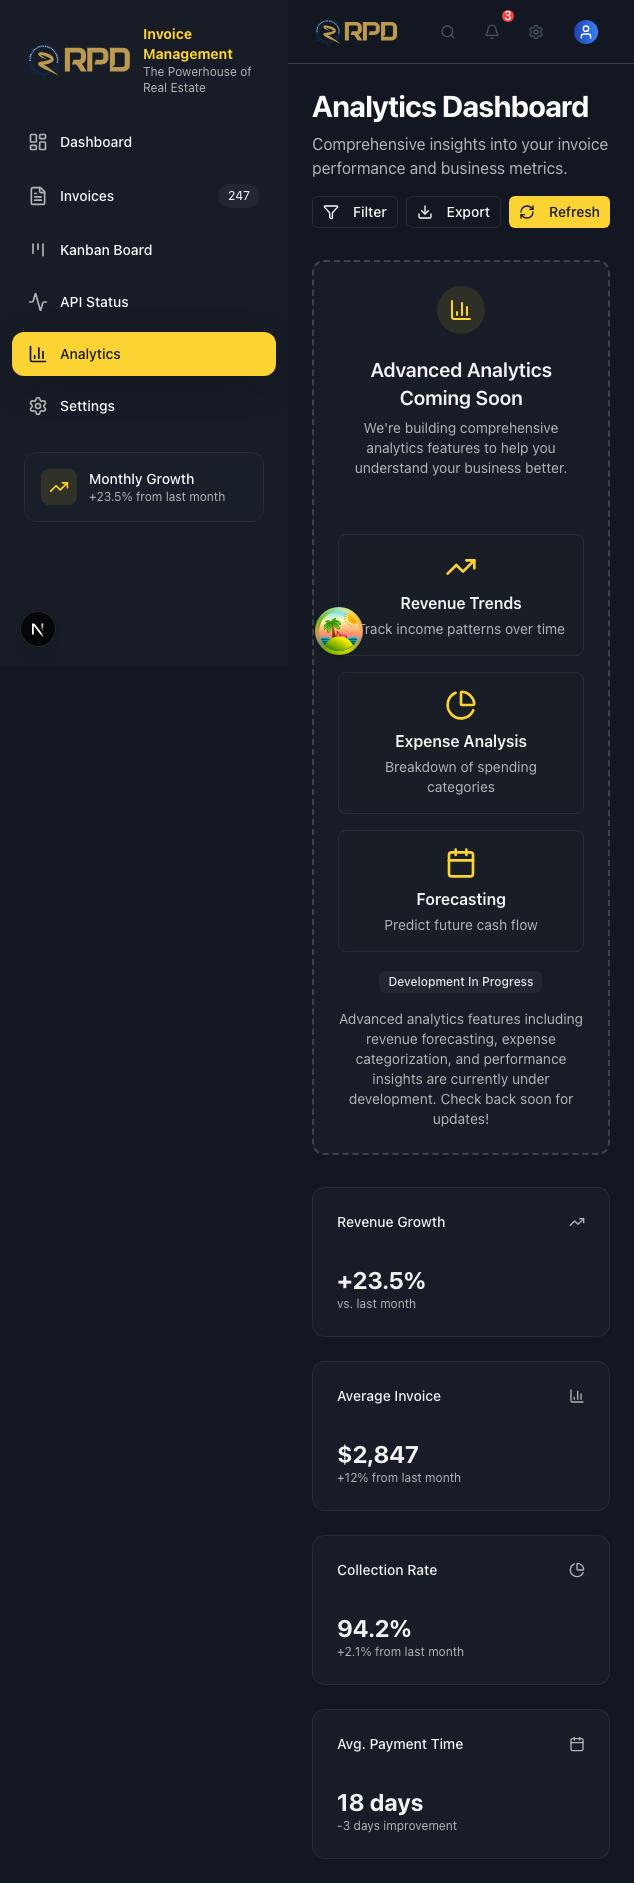 RPD
Invoice
Management
The Powerhouse of
Real Estate
Dashboard
Invoices 247
Kanban Board
API Status
Analytics
Settings
Monthly Growth
+23.5% from last month
N
RPD
3
Analytics Dashboard
Comprehensive insights into your invoice
performance and business metrics.
Filter Export Refresh
Advanced Analytics
Coming Soon
We're building comprehensive
analytics features to help you
understand your business better.
Revenue Trends
Track income patterns over time
Expense Analysis
Breakdown of spending
categories
Forecasting
Predict future cash flow
Development In Progress
Advanced analytics features including
revenue forecasting, expense
categorization, and performance
insights are currently under
development. Check back soon for
updates!
Revenue Growth
+23.5%
vs. last month
Average Invoice
$2,847
+12% from last month
Collection Rate
94.2%
+2.1% from last month
Avg. Payment Time
18 days
-3 days improvement